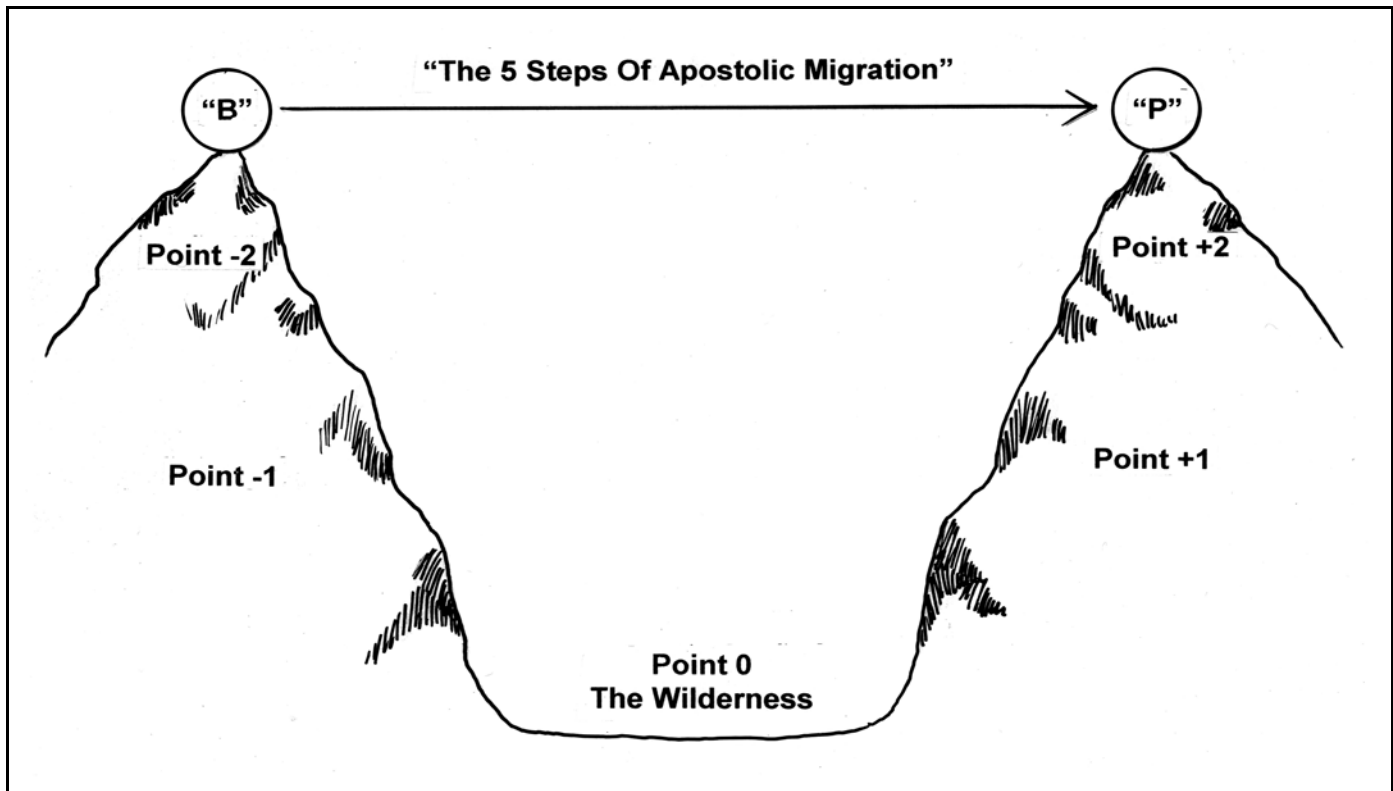 “The 5 Steps Of Apostolic Migration”
“B”
“P”
Point -2
Point +2
Point -1
Point +1
Point 0
The Wilderness